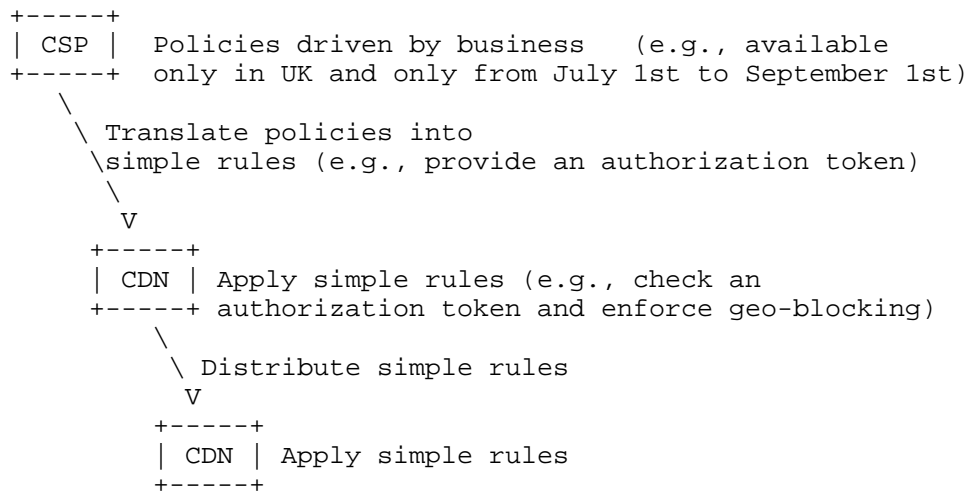 +-----+
| CSP |  Policies driven by business   (e.g., available
+-----+  only in UK and only from July 1st to September 1st)
    \
     \ Translate policies into
      \simple rules (e.g., provide an authorization token)
       \
        V
      +-----+
      | CDN | Apply simple rules (e.g., check an
      +-----+ authorization token and enforce geo-blocking)
          \
           \ Distribute simple rules
            V
          +-----+
          | CDN | Apply simple rules
          +-----+